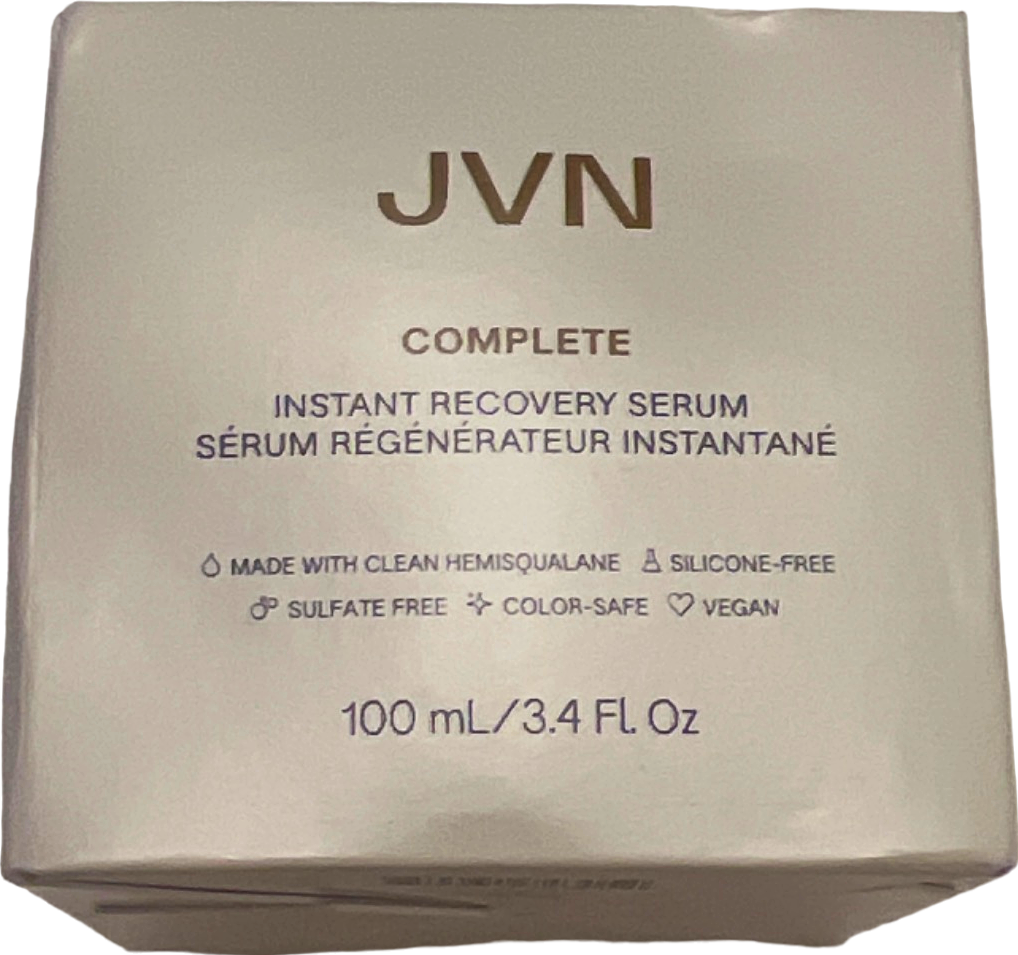 JVN
COMPLETE
INSTANT RECOVERY SERUM
SÉRUM RÉGÉNÉRATEUR INSTANTANÉ
MADE WITH CLEAN HEMISQUALANE SILICONE-FREE
SULFATE FREE COLOR-SAFE VEGAN
100 mL/3.4 Fl. Oz